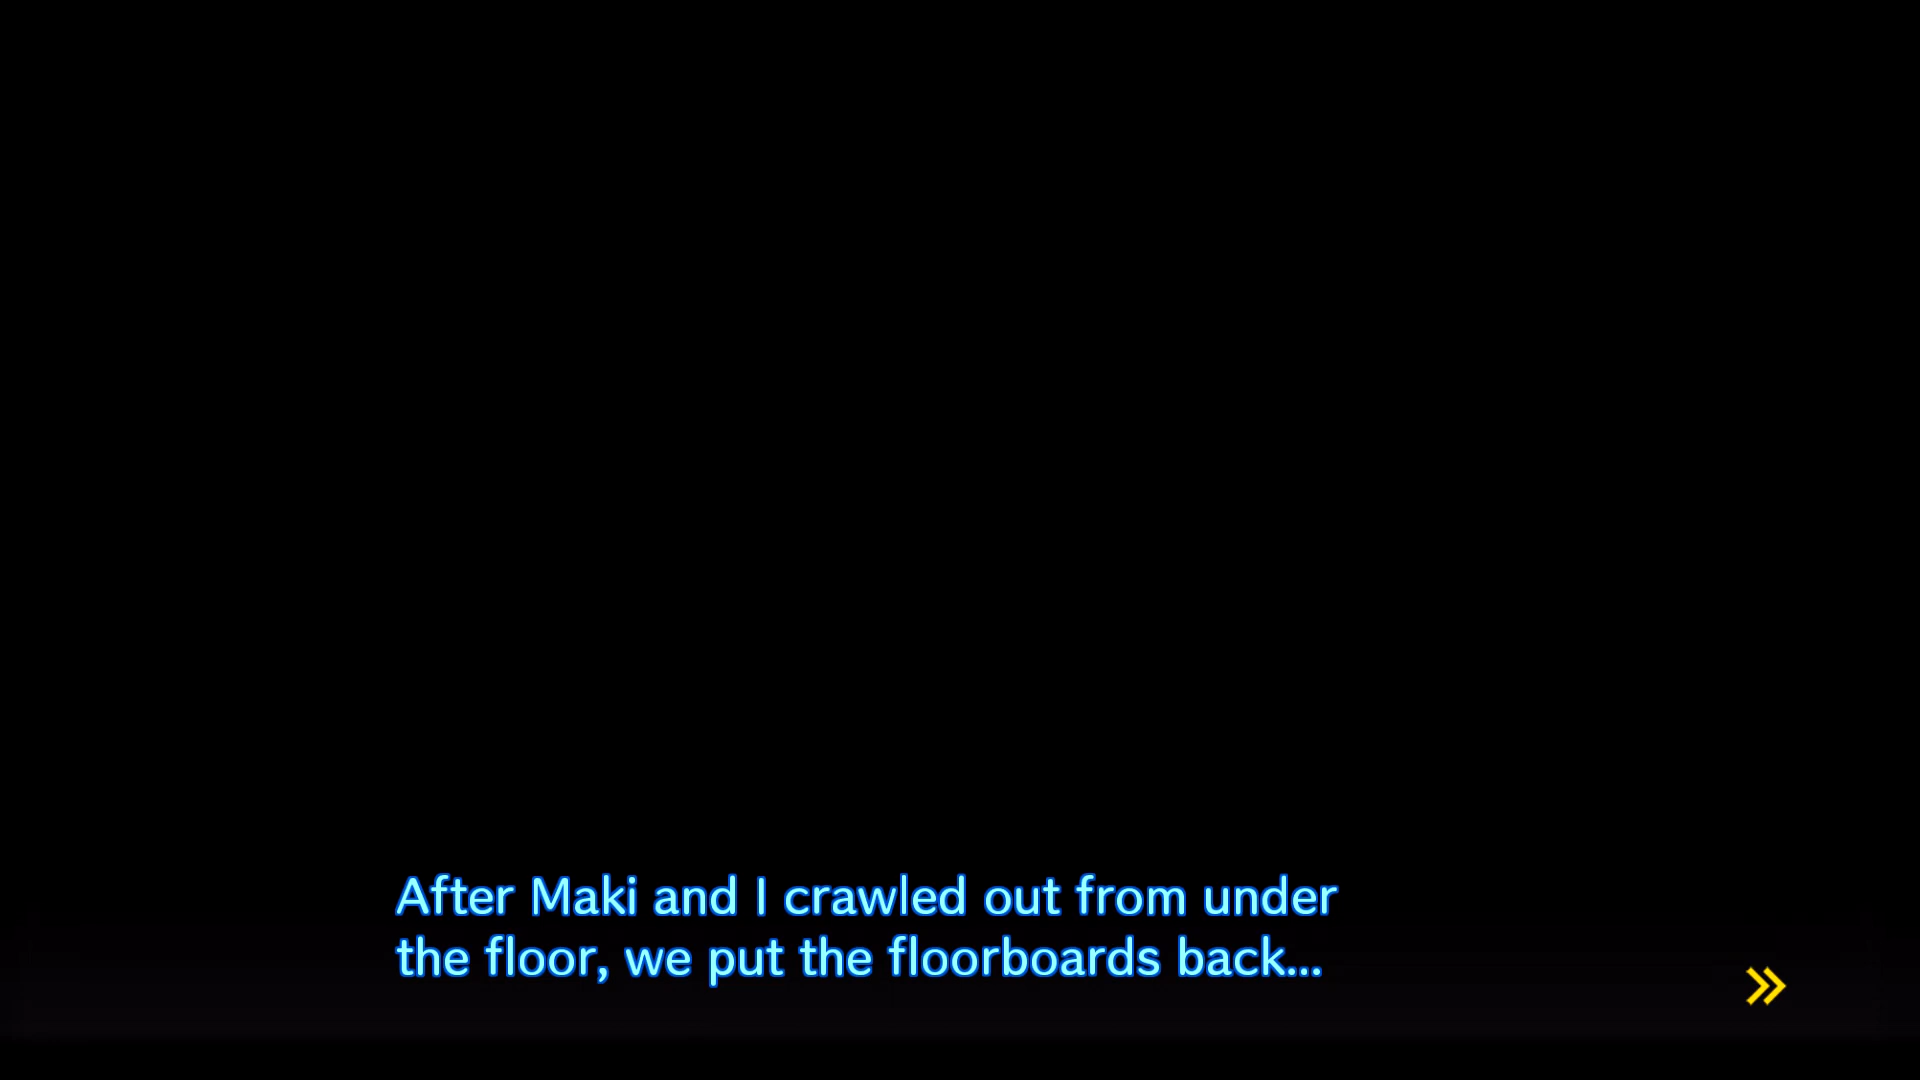 After Maki and I crawled out from under
the floor, we put the floorboards back...